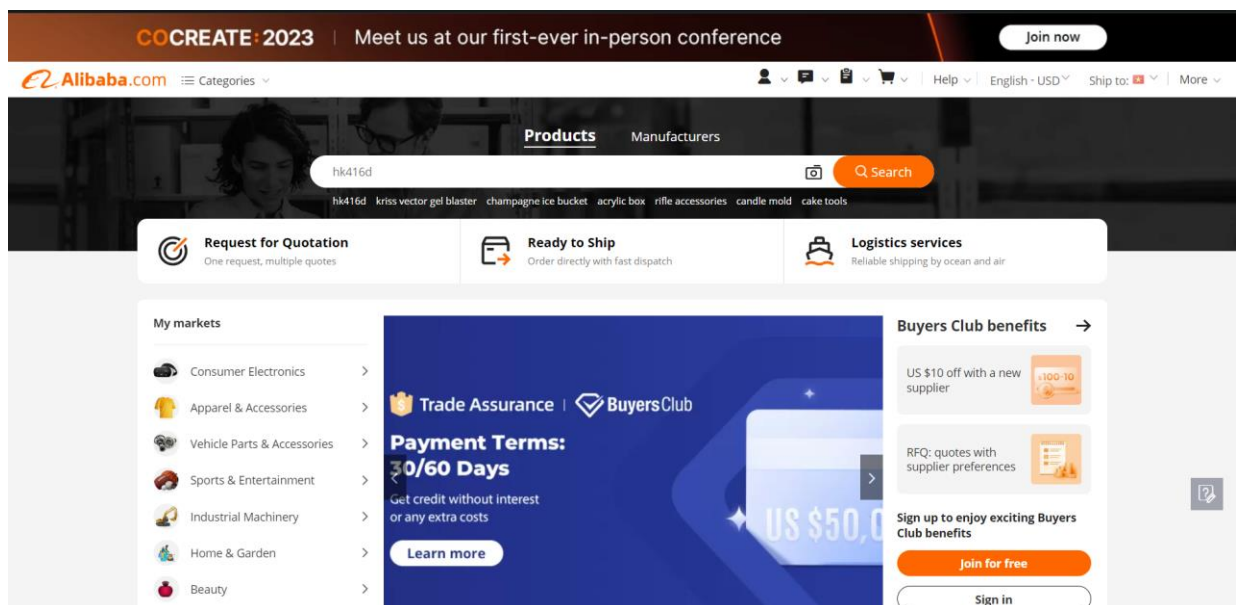 COCREATE:2023 | Meet us at our first-ever in-person conference
Join now
Alibaba.com
Categories
Help
English - USD
Ship to:
More
Products
Manufacturers
hk416d
Search
hk416d kriss vector gel blaster champagne ice bucket acrylic box rifle accessories candle mold cake tools
Request for Quotation
One request, multiple quotes
Ready to Ship
Order directly with fast dispatch
Logistics services
Reliable shipping by ocean and air
My markets
Consumer Electronics
Apparel & Accessories
Vehicle Parts & Accessories
Sports & Entertainment
Industrial Machinery
Home & Garden
Beauty
Trade Assurance | BuyersClub
Payment Terms:
30/60 Days
Get credit without interest
or any extra costs
Learn more
US $50,0
Buyers Club benefits
US $10 off with a new
supplier
$100-10
RFQ: quotes with
supplier preferences
Sign up to enjoy exciting Buyers
Club benefits
Join for free
Sign in